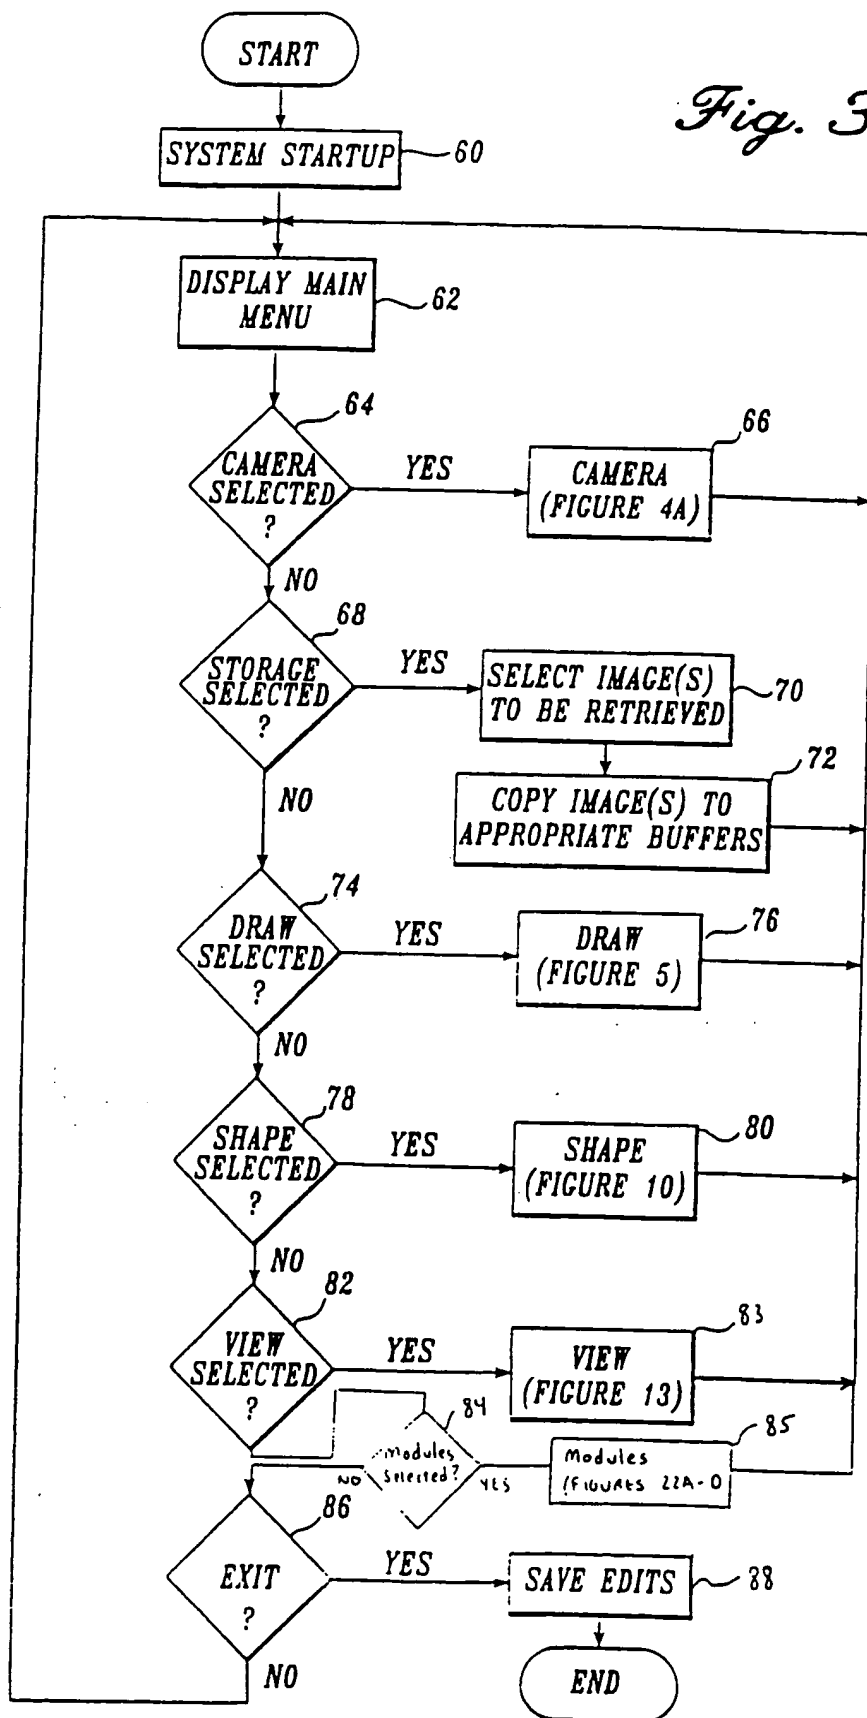 START
Fig. 3
SYSTEM STARTUP
60
DISPLAY MAIN
MENU
62
64
CAMERA
SELECTED
?
YES
66
CAMERA
(FIGURE 4A)
NO
68
STORAGE
SELECTED
?
YES
SELECT IMAGE(S)
TO BE RETRIEVED
70
72
COPY IMAGE(S) TO
APPROPRIATE BUFFERS
NO
74
DRAW
SELECTED
?
YES
76
DRAW
(FIGURE 5)
NO
78
SHAPE
SELECTED
?
YES
80
SHAPE
(FIGURE 10)
NO
82
VIEW
SELECTED
?
YES
83
VIEW
(FIGURE 13)
84
Modules
Selected?
NO
YES
85
Modules
(FIGURES 22A-O
86
EXIT
?
YES
SAVE EDITS
88
NO
END